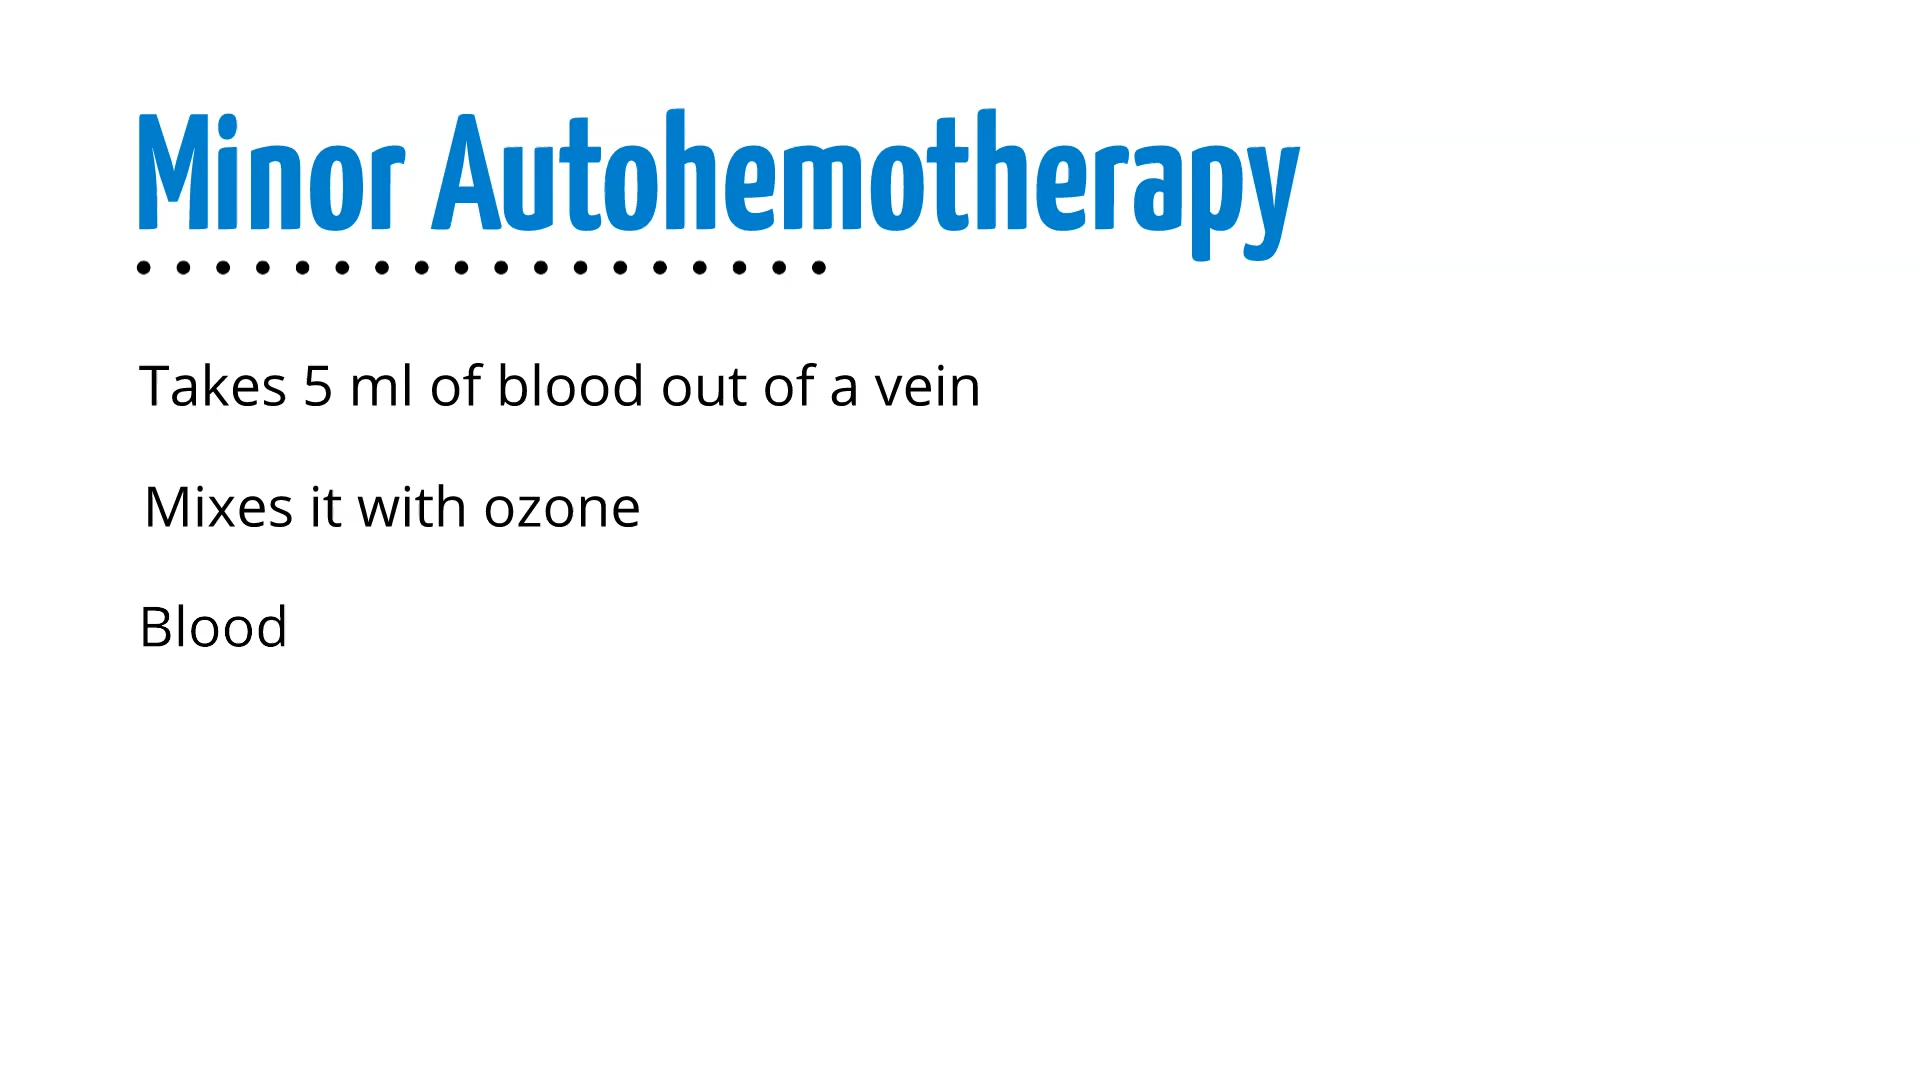 Minor Autohemotherapy
Takes 5 ml of blood out of a vein
Mixes it with ozone
Blood